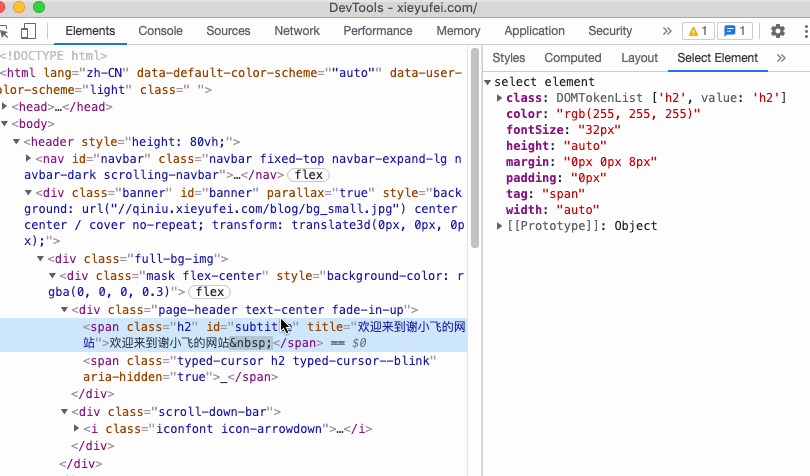 DevTools - xieyufei.com/
Elements Console Sources Network Performance Memory Application Security » 1 1
<!DOCTYPE html>
<html lang="zh-CN" data-default-color-scheme="auto" data-user-
olor-scheme="light" class=" ">
<head>…</head>
<body>
<header style="height: 80vh;">
<nav id="navbar" class="navbar fixed-top navbar-expand-lg n
avbar-dark scrolling-navbar">…</nav> flex
<div class="banner" id="banner" parallax="true" style="back
ground: url("//qiniu.xieyufei.com/blog/bg_small.jpg") center
center / cover no-repeat; transform: translate3d(0px, 0px, 0p
x);">
<div class="full-bg-img">
<div class="mask flex-center" style="background-color: r
gba(0, 0, 0, 0.3)"> flex
<div class="page-header text-center fade-in-up">
<span class="h2" id="subtitle" title="欢迎来到谢小飞的网
站">欢迎来到谢小飞的网站&nbsp;</span> == $0
<span class="typed-cursor h2 typed-cursor--blink"
aria-hidden="true">_</span>
</div>
<div class="scroll-down-bar">
<i class="iconfont icon-arrowdown">…</i>
</div>
</div>
Styles Computed Layout Select Element »
select element
class: DOMTokenList ['h2', value: 'h2']
color: "rgb(255, 255, 255)"
fontSize: "32px"
height: "auto"
margin: "0px 0px 8px"
padding: "0px"
tag: "span"
width: "auto"
[[Prototype]]: Object